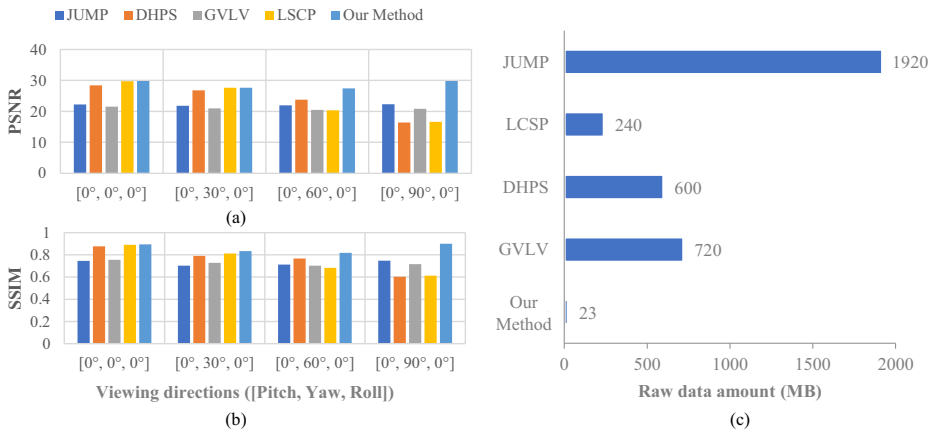 JUMP DHPS GVLV LSCP Our Method
40
30
20
10
0
PSNR
[0°, 0°, 0°] [0°, 30°, 0°] [0°, 60°, 0°] [0°, 90°, 0°]
(a)
1
0.8
0.6
0.4
0.2
0
SSIM
[0°, 0°, 0°] [0°, 30°, 0°] [0°, 60°, 0°] [0°, 90°, 0°]
Viewing directions ([Pitch, Yaw, Roll])
(b)
JUMP 1920
LCSP 240
DHPS 600
GVLV 720
Our
Method 23
0 500 1000 1500 2000
Raw data amount (MB)
(c)